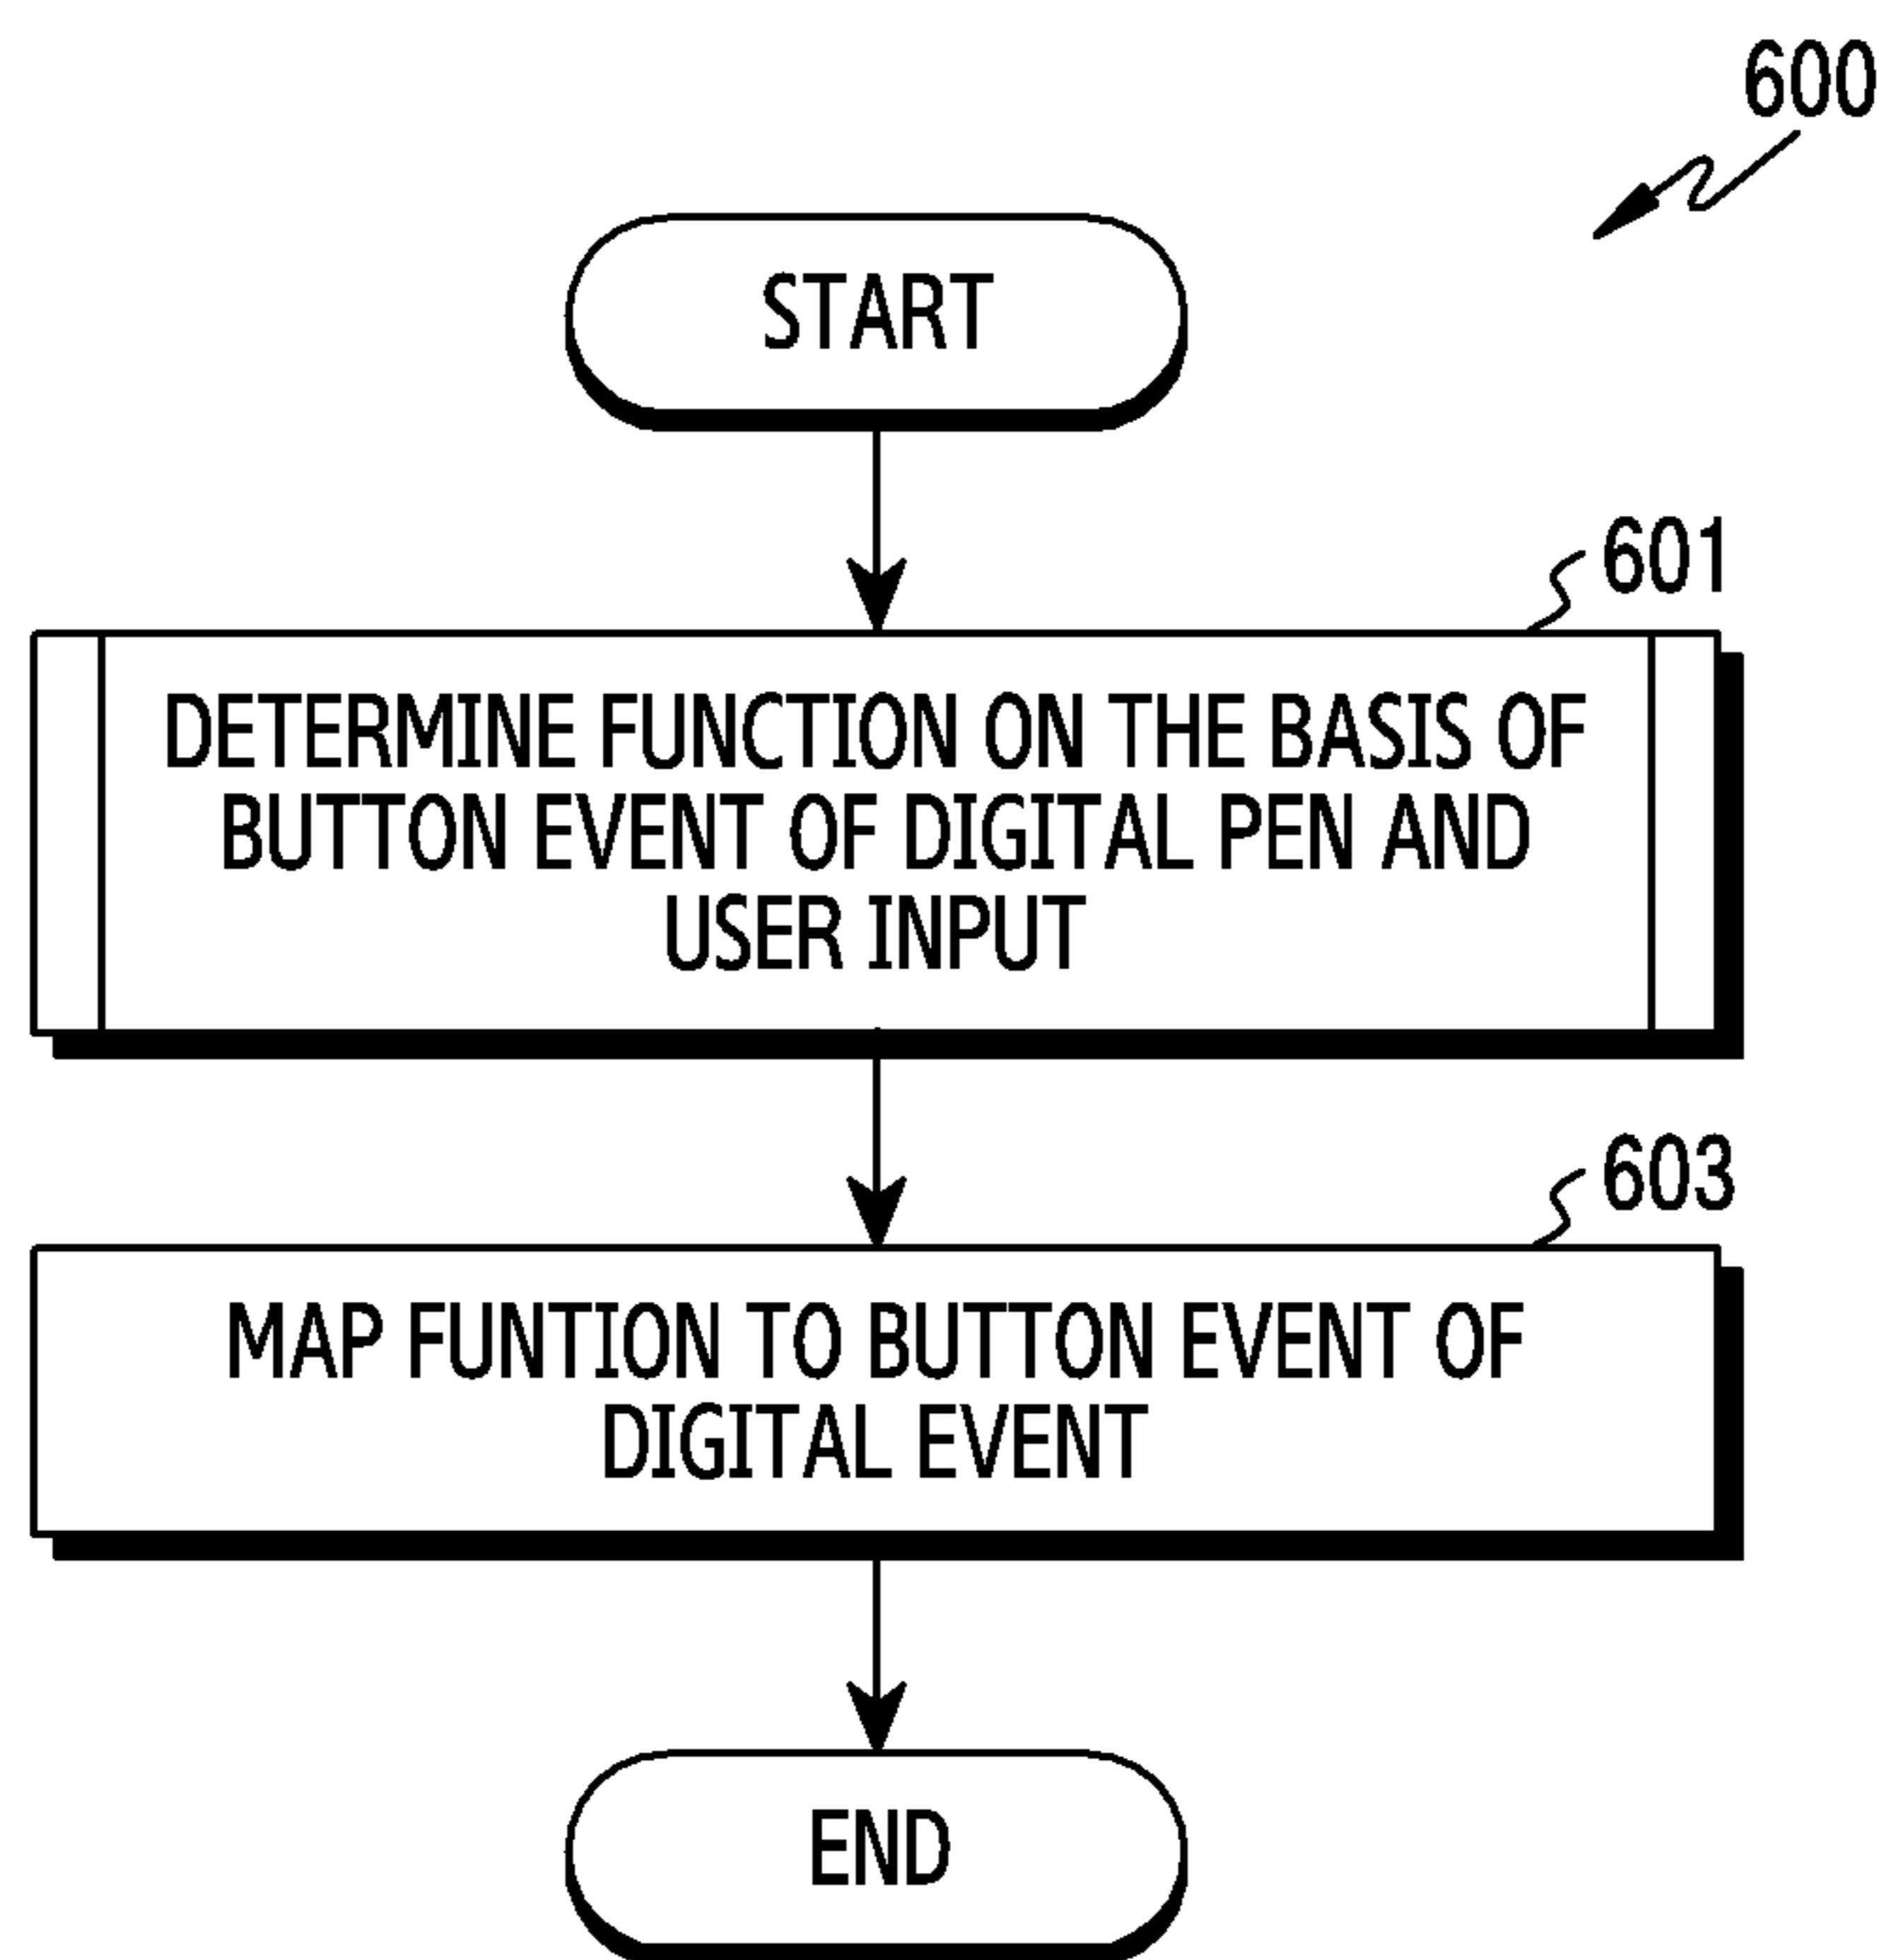 600
START
601
DETERMINE FUNCTION ON THE BASIS OF
BUTTON EVENT OF DIGITAL PEN AND
USER INPUT
603
MAP FUNTION TO BUTTON EVENT OF
DIGITAL EVENT
END